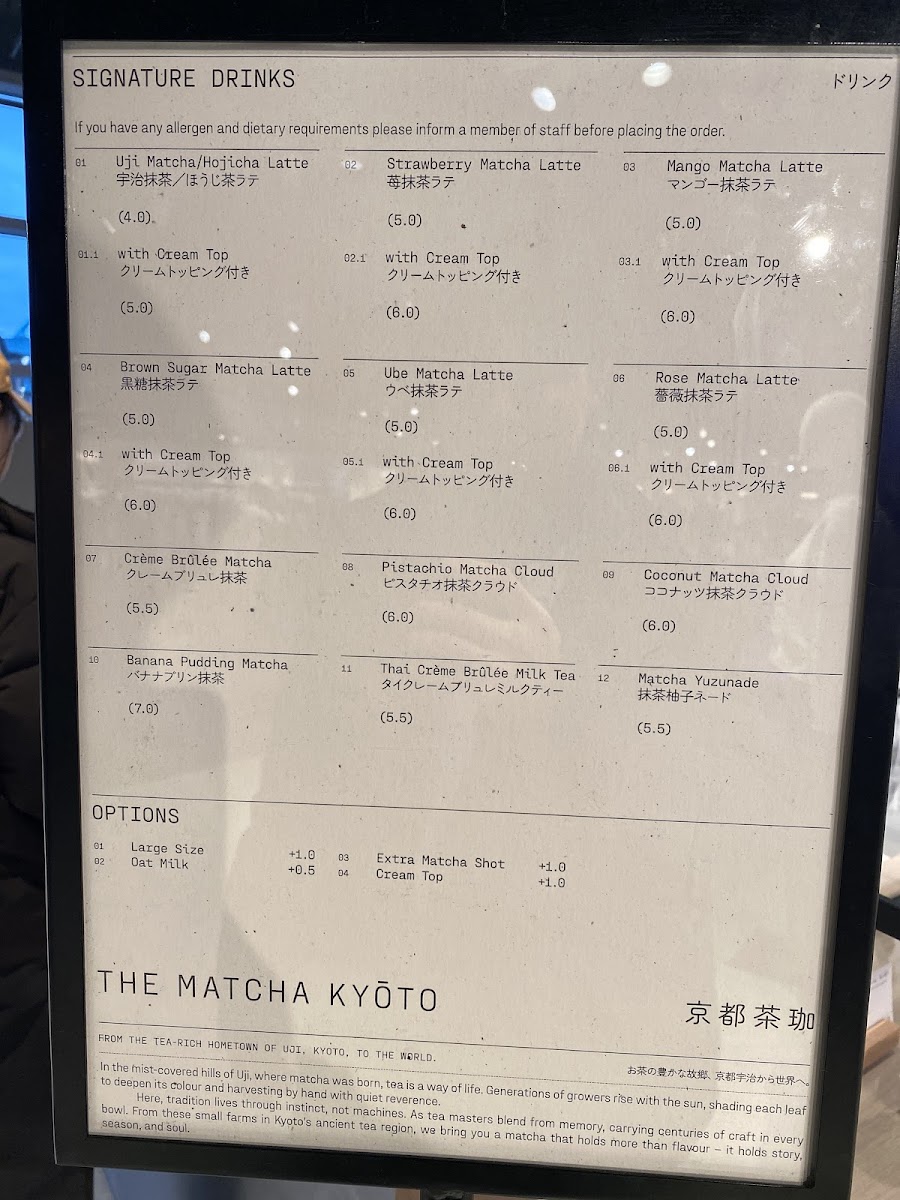 SIGNATURE DRINKS
ドリンク
If you have any allergen and dietary requirements please inform a member of staff before placing the order.
01 Uji Matcha/Hojicha Latte
宇治抹茶／ほうじ茶ラテ
(4.0)
01.1 with Cream Top
クリームトッピング付き
(5.0)
02 Strawberry Matcha Latte
苺抹茶ラテ
(5.0)
02.1 with Cream Top
クリームトッピング付き
(6.0)
03 Mango Matcha Latte
マンゴー抹茶ラテ
(5.0)
03.1 with Cream Top
クリームトッピング付き
(6.0)
04 Brown Sugar Matcha Latte
黒糖抹茶ラテ
(5.0)
04.1 with Cream Top
クリームトッピング付き
(6.0)
05 Ube Matcha Latte
ウベ抹茶ラテ
(5.0)
05.1 with Cream Top
クリームトッピング付き
(6.0)
06 Rose Matcha Latte
薔薇抹茶ラテ
(5.0)
06.1 with Cream Top
クリームトッピング付き
(6.0)
07 Crème Brûlée Matcha
クレームブリュレ抹茶
(5.5)
08 Pistachio Matcha Cloud
ピスタチオ抹茶クラウド
(6.0)
09 Coconut Matcha Cloud
ココナッツ抹茶クラウド
(6.0)
10 Banana Pudding Matcha
バナナプリン抹茶
(7.0)
11 Thai Crème Brûlée Milk Tea
タイクレームブリュレミルクティー
(5.5)
12 Matcha Yuzunade
抹茶柚子ネード
(5.5)
OPTIONS
01 Large Size +1.0
02 Oat Milk +0.5
03 Extra Matcha Shot +1.0
04 Cream Top +1.0
THE MATCHA KYŌTO
京都茶珈
FROM THE TEA-RICH HOMETOWN OF UJI, KYOTO, TO THE WORLD.
お茶の豊かな故郷、京都宇治から世界へ。
In the mist-covered hills of Uji, where matcha was born, tea is a way of life. Generations of growers rise with the sun, shading each leaf
to deepen its colour and harvesting by hand with quiet reverence.
Here, tradition lives through instinct, not machines. As tea masters blend from memory, carrying centuries of craft in every
bowl. From these small farms in Kyoto's ancient tea region, we bring you a matcha that holds more than flavour – it holds story,
season, and soul.